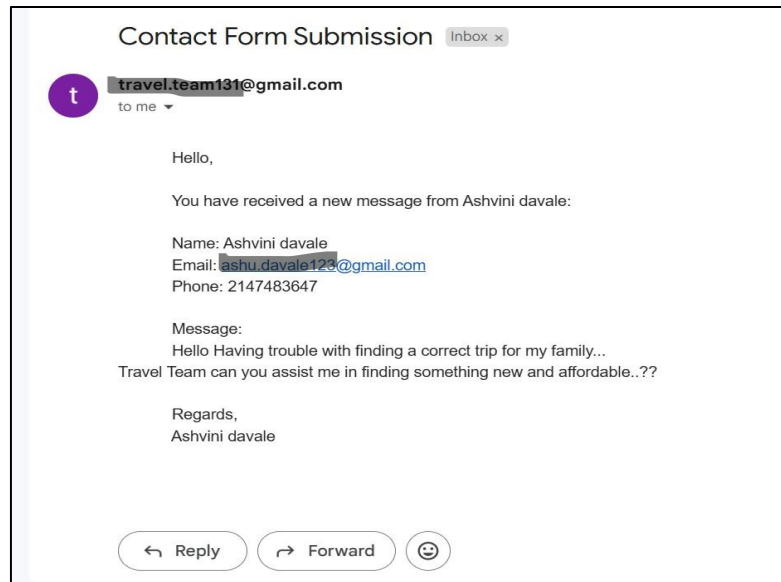 Contact Form Submission Inbox ×
t
travel.team131@gmail.com
to me
Hello,
You have received a new message from Ashvini davale:
Name: Ashvini davale
Email: ashu.davale123@gmail.com
Phone: 2147483647
Message:
Hello Having trouble with finding a correct trip for my family...
Travel Team can you assist me in finding something new and affordable..??
Regards,
Ashvini davale
Reply Forward